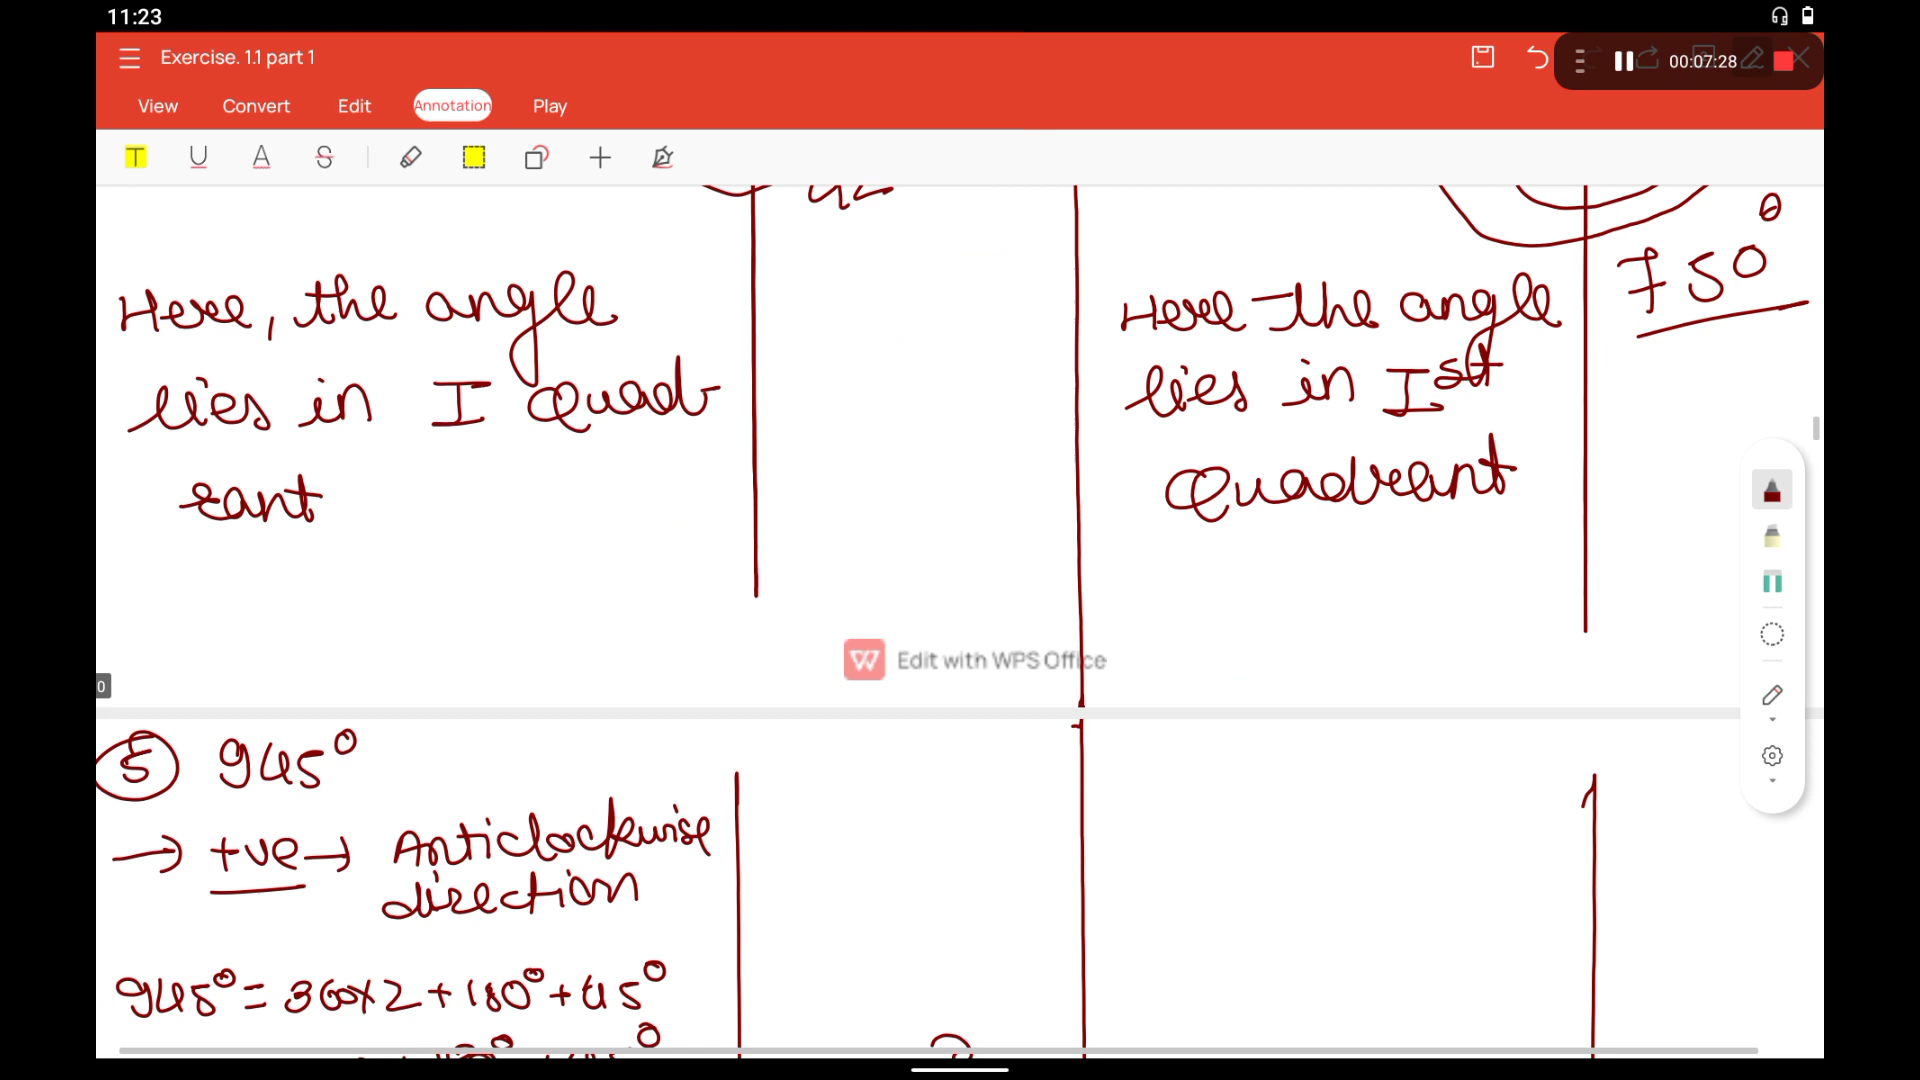 11:23
Exercise. 1.1 part 1
00:07:28
View Convert Edit Annotation Play
T U A S
Here, the angle
lies in I Quad
rant
750°
Here the angle
lies in Ist
Quadrant
Edit with WPS Office
0
5 945°
→ +ve → Anticlockwise
direction
945° = 360×2 + 180° + 45°